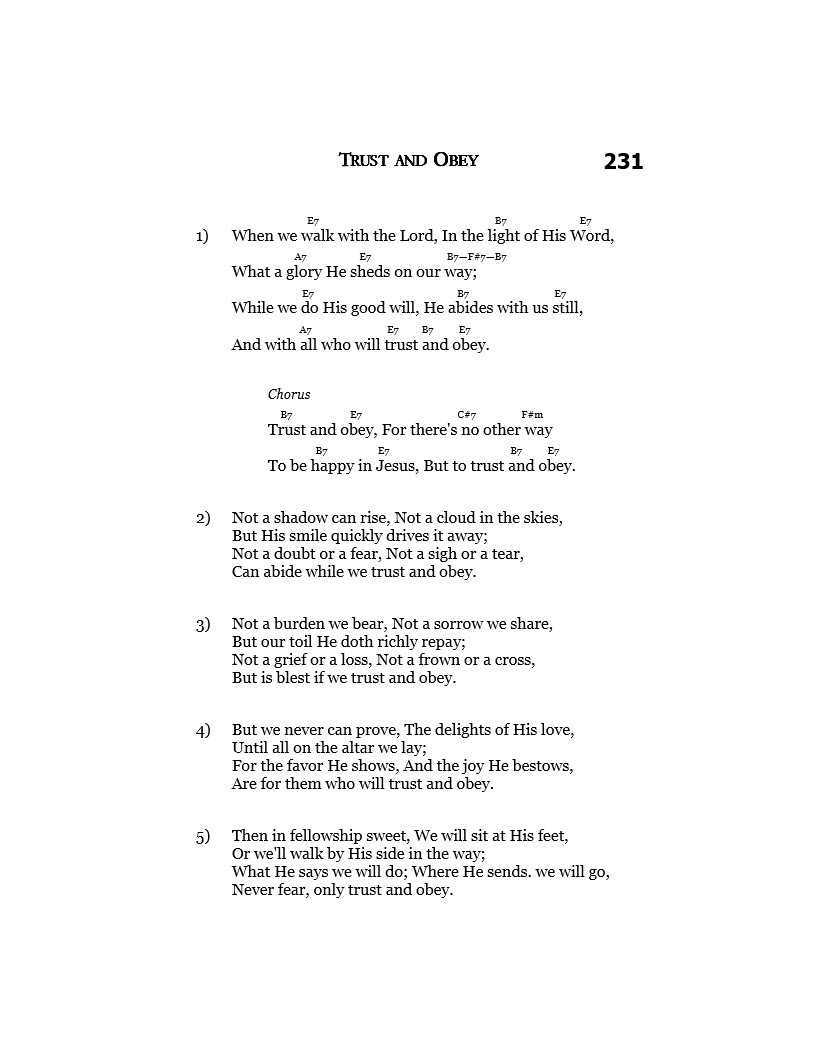 TRUST AND OBEY 231
E7 B7 E7
1) When we walk with the Lord, In the light of His Word,
A7 E7 B7—F#7—B7
What a glory He sheds on our way;
E7 B7 E7
While we do His good will, He abides with us still,
A7 E7 B7 E7
And with all who will trust and obey.
Chorus
B7 E7 C#7 F#m
Trust and obey, For there's no other way
B7 E7 B7 E7
To be happy in Jesus, But to trust and obey.
2) Not a shadow can rise, Not a cloud in the skies,
But His smile quickly drives it away;
Not a doubt or a fear, Not a sigh or a tear,
Can abide while we trust and obey.
3) Not a burden we bear, Not a sorrow we share,
But our toil He doth richly repay;
Not a grief or a loss, Not a frown or a cross,
But is blest if we trust and obey.
4) But we never can prove, The delights of His love,
Until all on the altar we lay;
For the favor He shows, And the joy He bestows,
Are for them who will trust and obey.
5) Then in fellowship sweet, We will sit at His feet,
Or we'll walk by His side in the way;
What He says we will do; Where He sends. we will go,
Never fear, only trust and obey.